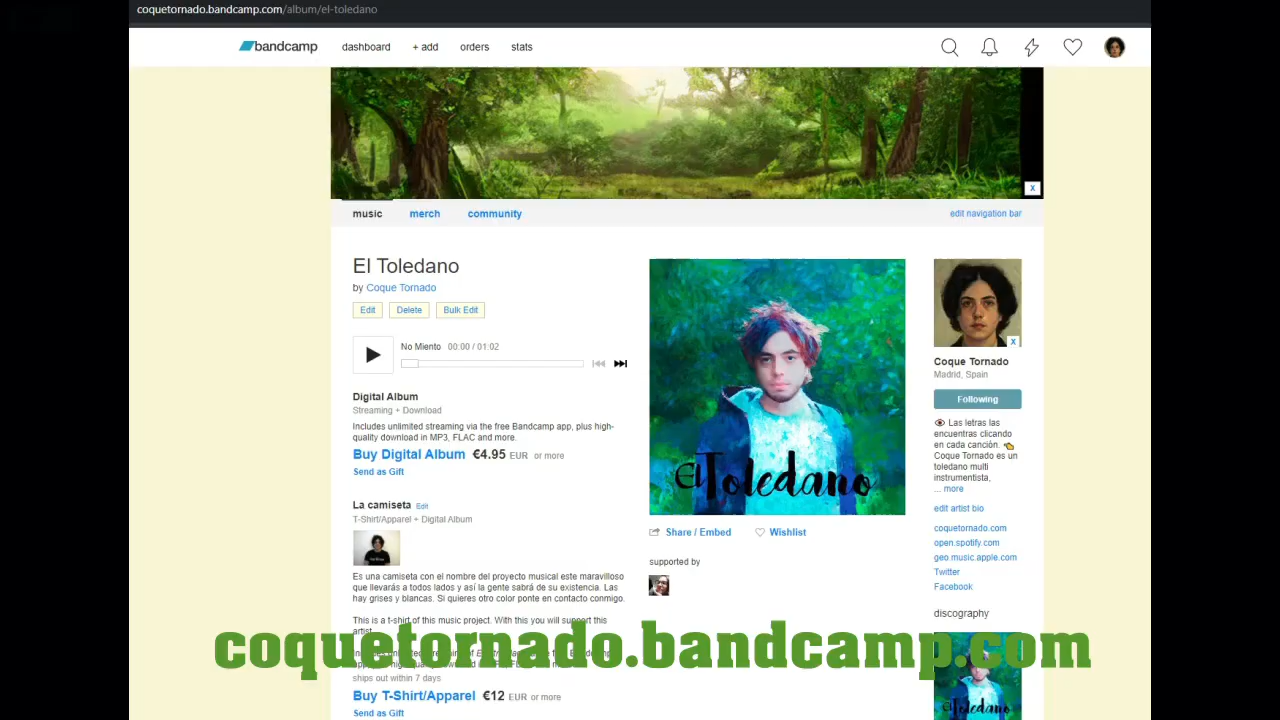 coquetornado.bandcamp.com/album/el-toledano
bandcamp dashboard + add orders stats
X
music merch community edit navigation bar
El Toledano
by Coque Tornado
Edit Delete Bulk Edit
No Miento 00:00 / 01:02
Digital Album
Streaming + Download
Includes unlimited streaming via the free Bandcamp app, plus high-
quality download in MP3, FLAC and more.
Buy Digital Album €4.95 EUR or more
Send as Gift
La camiseta Edit
T-Shirt/Apparel + Digital Album
Es una camiseta con el nombre del proyecto musical este maravilloso
que llevarás a todos lados y así la gente sabrá de su existencia. Las
hay grises y blancas. Si quieres otro color ponte en contacto conmigo.
This is a t-shirt of this music project. With this you will support this
artist.
ships out within 7 days
Buy T-Shirt/Apparel €12 EUR or more
Send as Gift
El Toledano
Share / Embed Wishlist
supported by
X
Coque Tornado
Madrid, Spain
Following
Las letras las
encuentras clicando
en cada canción.
Coque Tornado es un
toledano multi
instrumentista,
... more
edit artist bio
coquetornado.com
open.spotify.com
geo.music.apple.com
Twitter
Facebook
discography
Toledano
coquetornado.bandcamp.com